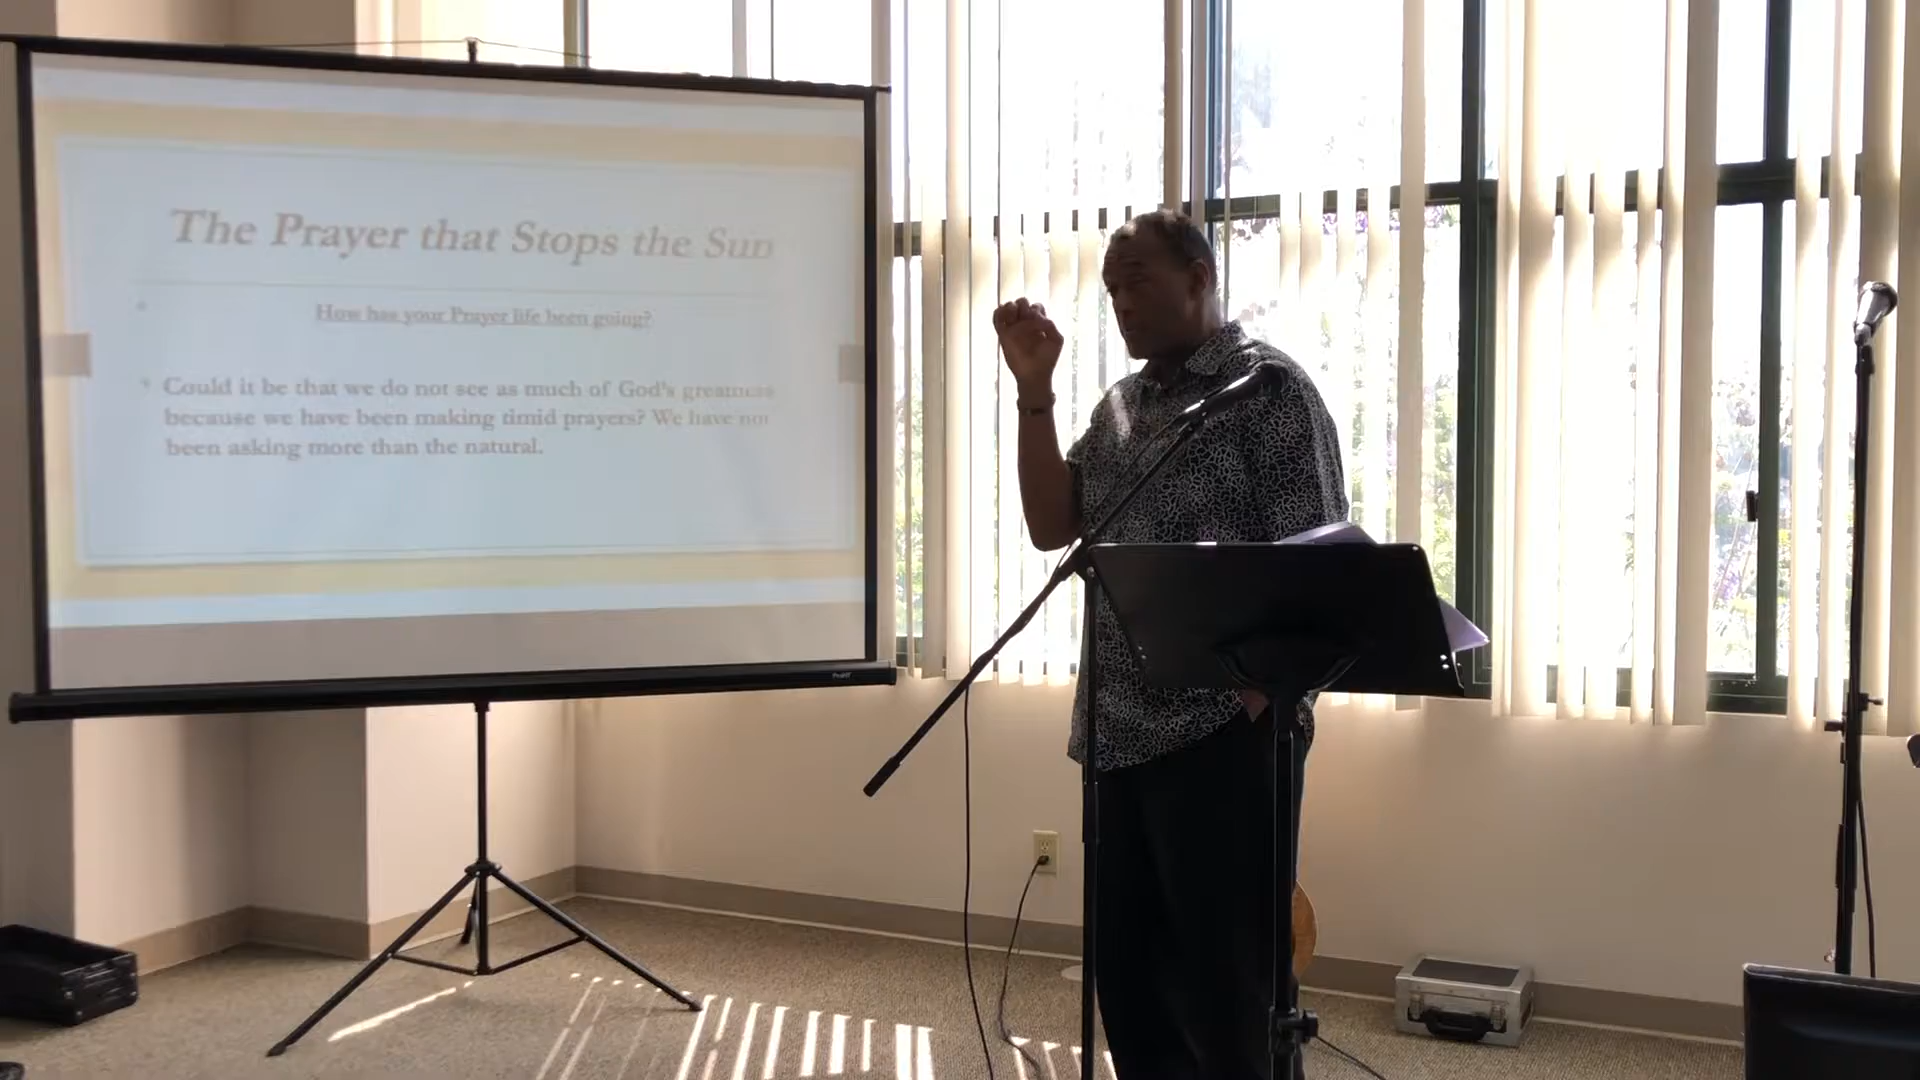 The Prayer that Stops the Sun
How has your Prayer life been going?
Could it be that we do not see as much of God's greatness
because we have been making timid prayers? We have not
been asking more than the natural.